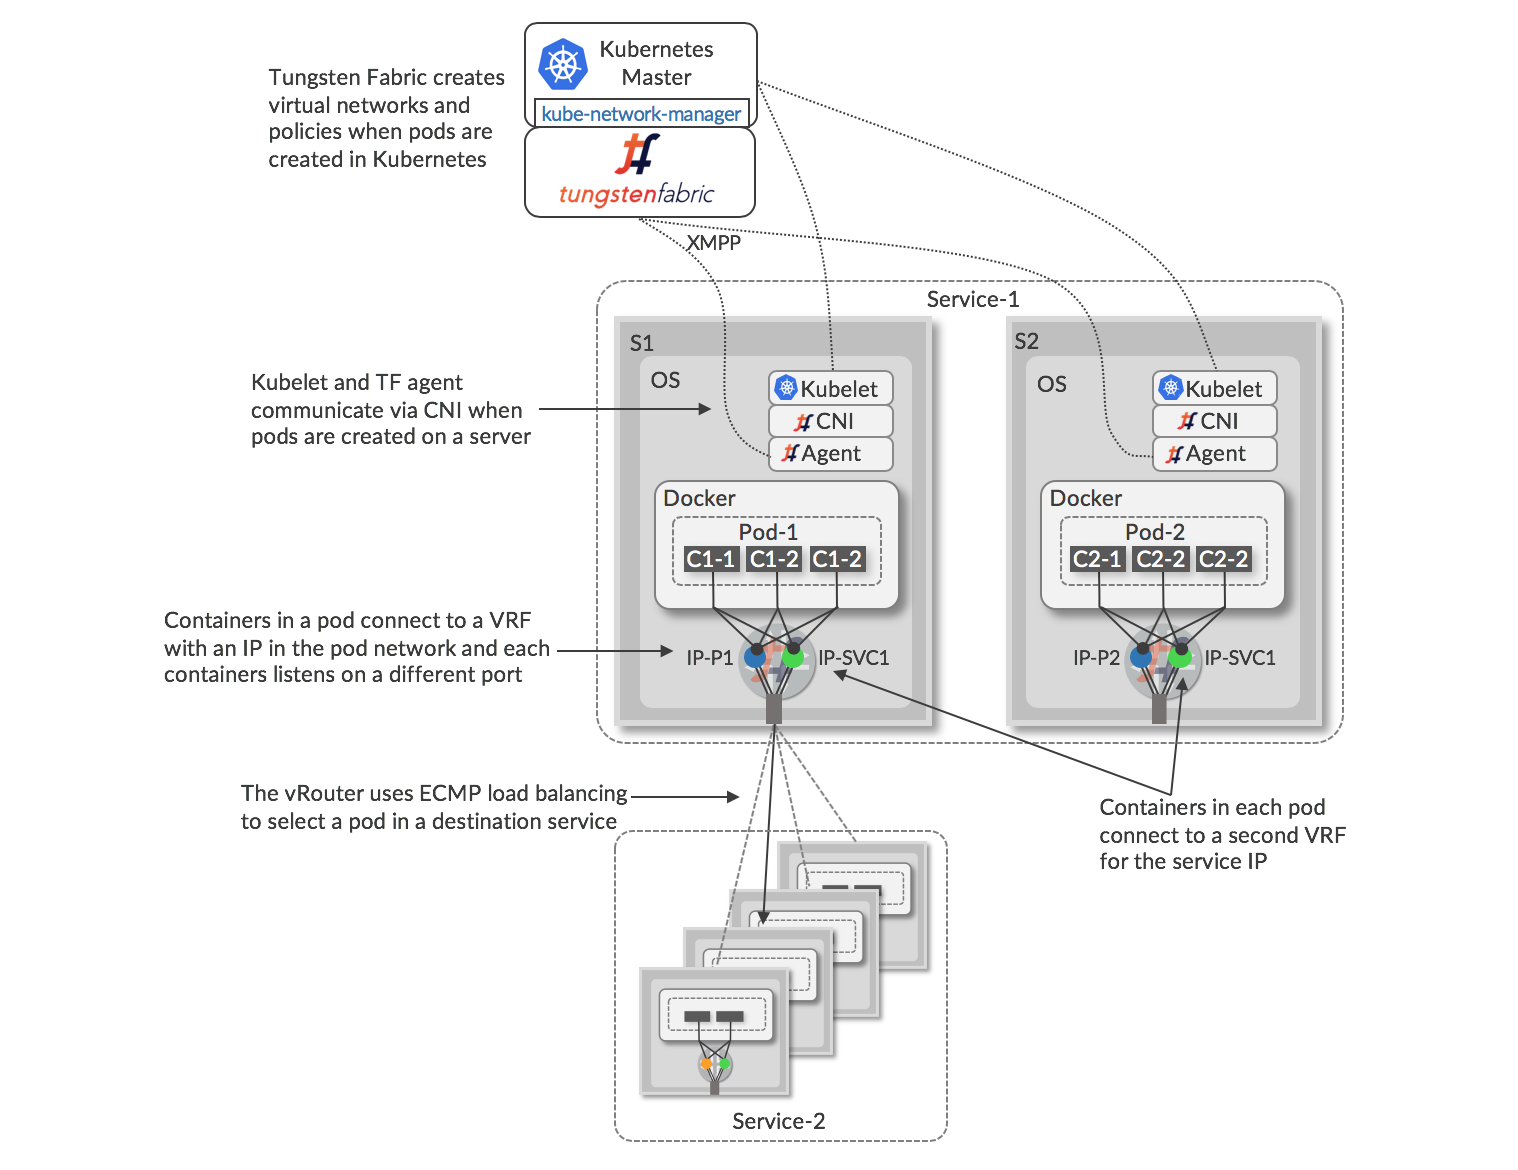 Kubernetes
Master
kube-network-manager
tungstenfabric
Tungsten Fabric creates
virtual networks and
policies when pods are
created in Kubernetes
XMPP
Service-1
S1
OS
Kubelet
CNI
Agent
Docker
Pod-1
C1-1 C1-2 C1-2
IP-P1 IP-SVC1
S2
OS
Kubelet
CNI
Agent
Docker
Pod-2
C2-1 C2-2 C2-2
IP-P2 IP-SVC1
Kubelet and TF agent
communicate via CNI when
pods are created on a server
Containers in a pod connect to a VRF
with an IP in the pod network and each
containers listens on a different port
The vRouter uses ECMP load balancing
to select a pod in a destination service
Containers in each pod
connect to a second VRF
for the service IP
Service-2